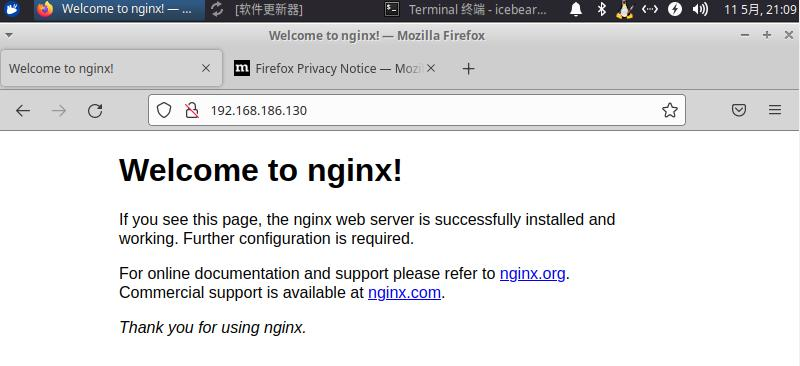 Welcome to nginx! — ...
[软件更新器]
Terminal 终端 - icebear...
11 5月, 21:09
Welcome to nginx! — Mozilla Firefox
Welcome to nginx!
m
Firefox Privacy Notice — Mozil
192.168.186.130
Welcome to nginx!
If you see this page, the nginx web server is successfully installed and
working. Further configuration is required.
For online documentation and support please refer to nginx.org.
Commercial support is available at nginx.com.
Thank you for using nginx.